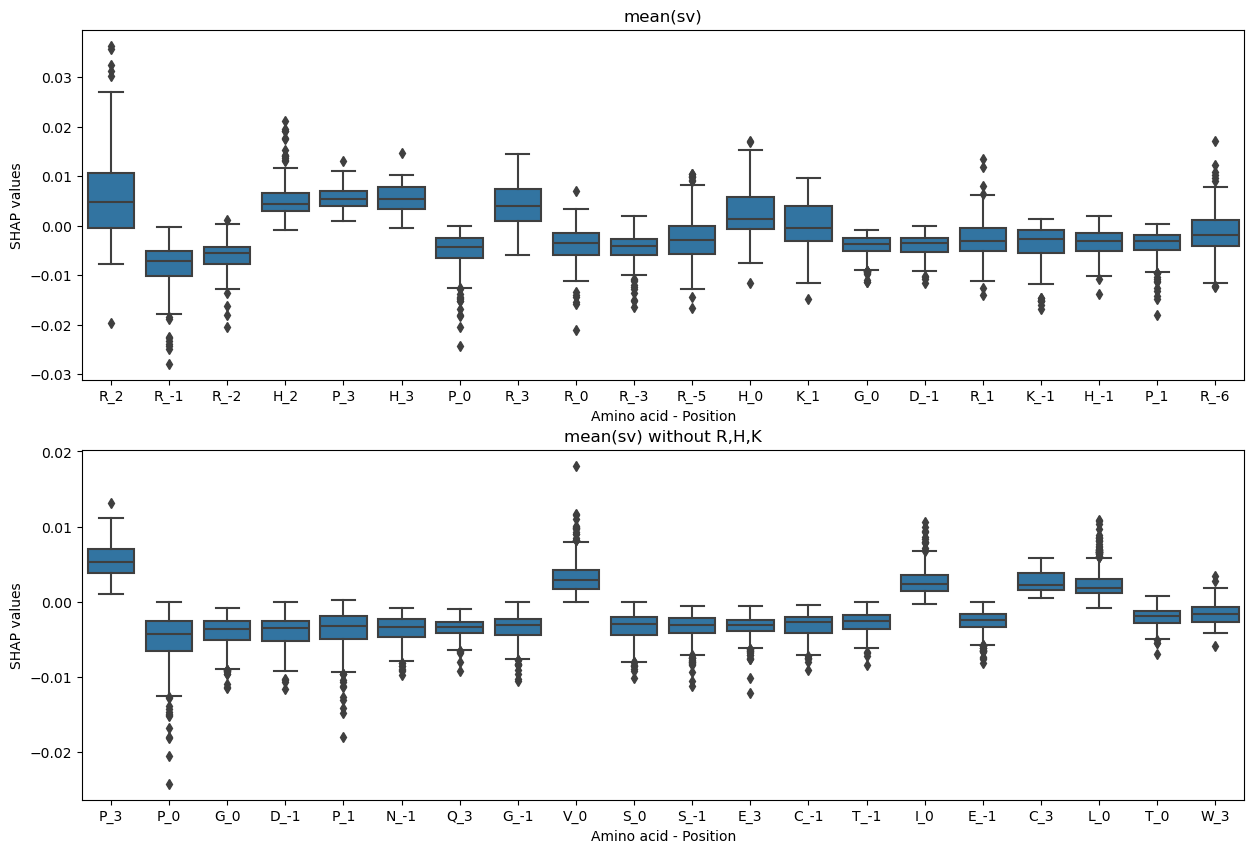 mean(sv)
SHAP values
0.03
0.02
0.01
0.00
−0.01
−0.02
−0.03
R_2 R_-1 R_-2 H_2 P_3 H_3 P_0 R_3 R_0 R_-3 R_-5 H_0 K_1 G_0 D_-1 R_1 K_-1 H_-1 P_1 R_-6
Amino acid - Position
mean(sv) without R,H,K
SHAP values
0.02
0.01
0.00
−0.01
−0.02
P_3 P_0 G_0 D_-1 P_1 N_-1 Q_3 G_-1 V_0 S_0 S_-1 E_3 C_-1 T_-1 I_0 E_-1 C_3 L_0 T_0 W_3
Amino acid - Position